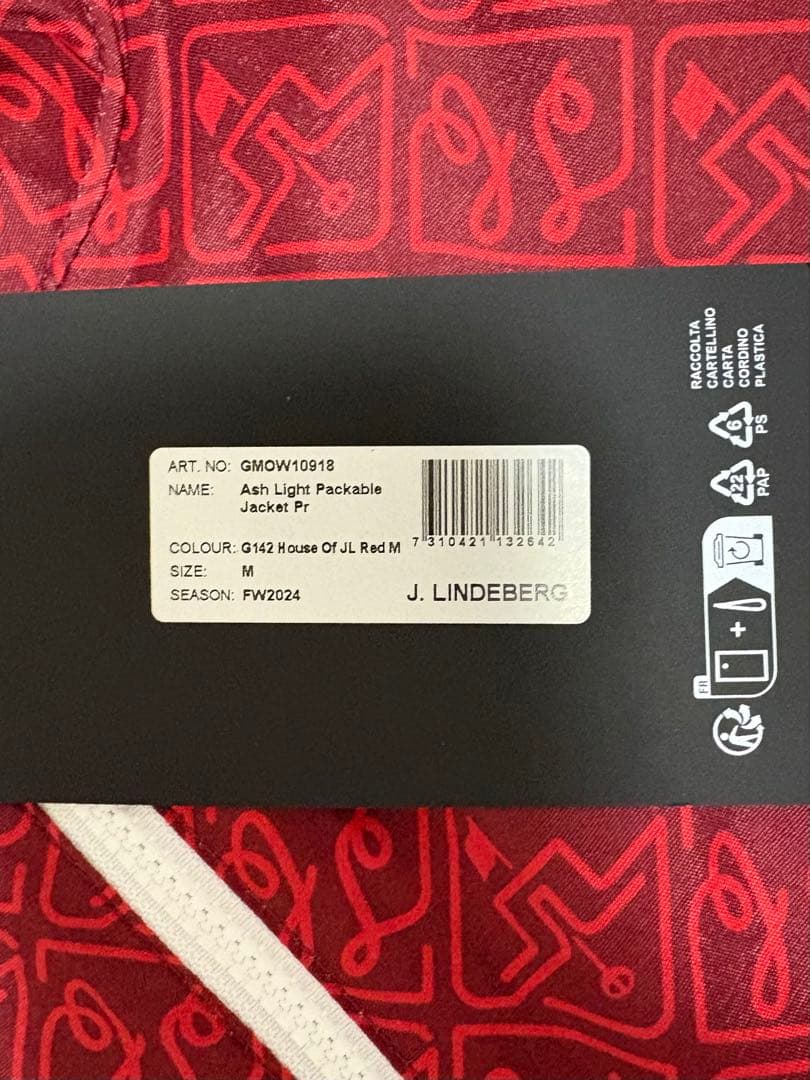 ART. NO: GMOW10918
NAME: Ash Light Packable
Jacket Pr
COLOUR: G142 House Of JL Red M
SIZE: M
SEASON: FW2024
7 310421 132642
J. LINDEBERG
RACCOLTA
CARTELLINO
CARTA
CORDINO
PLASTICA
6
PS
22
PAP
FR